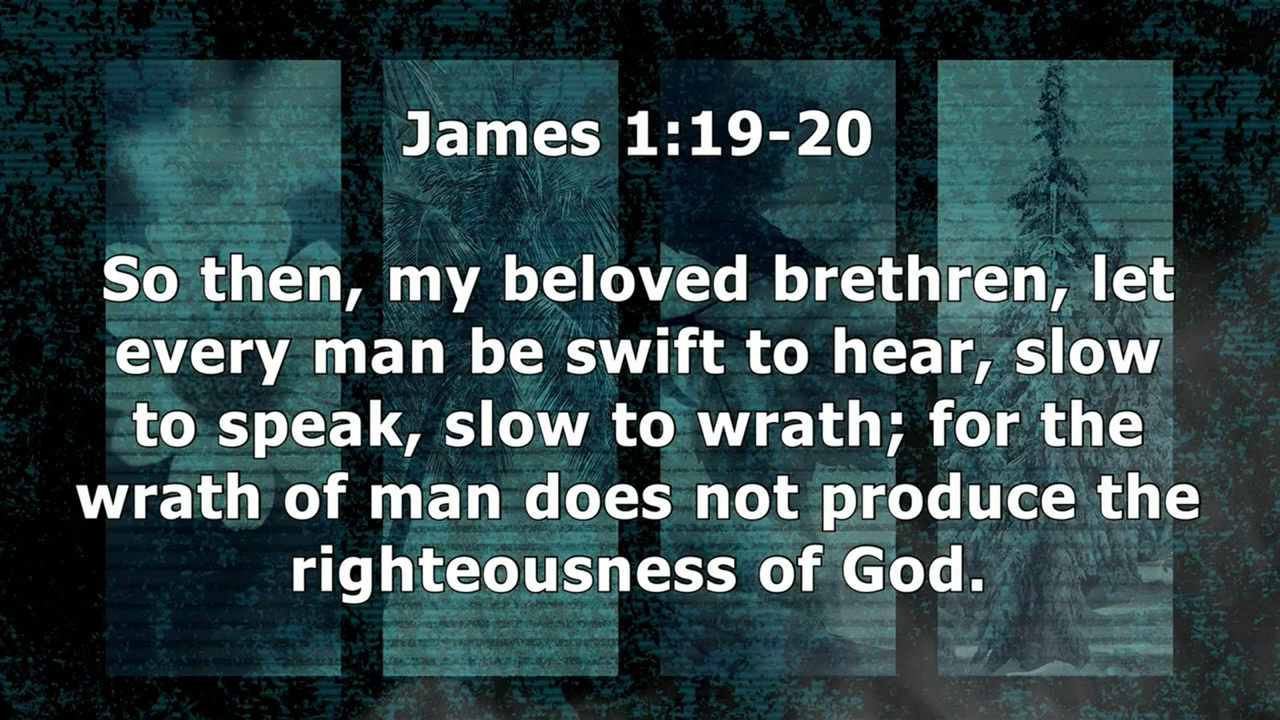 James 1:19-20
So then, my beloved brethren, let
every man be swift to hear, slow
to speak, slow to wrath; for the
wrath of man does not produce the
righteousness of God.